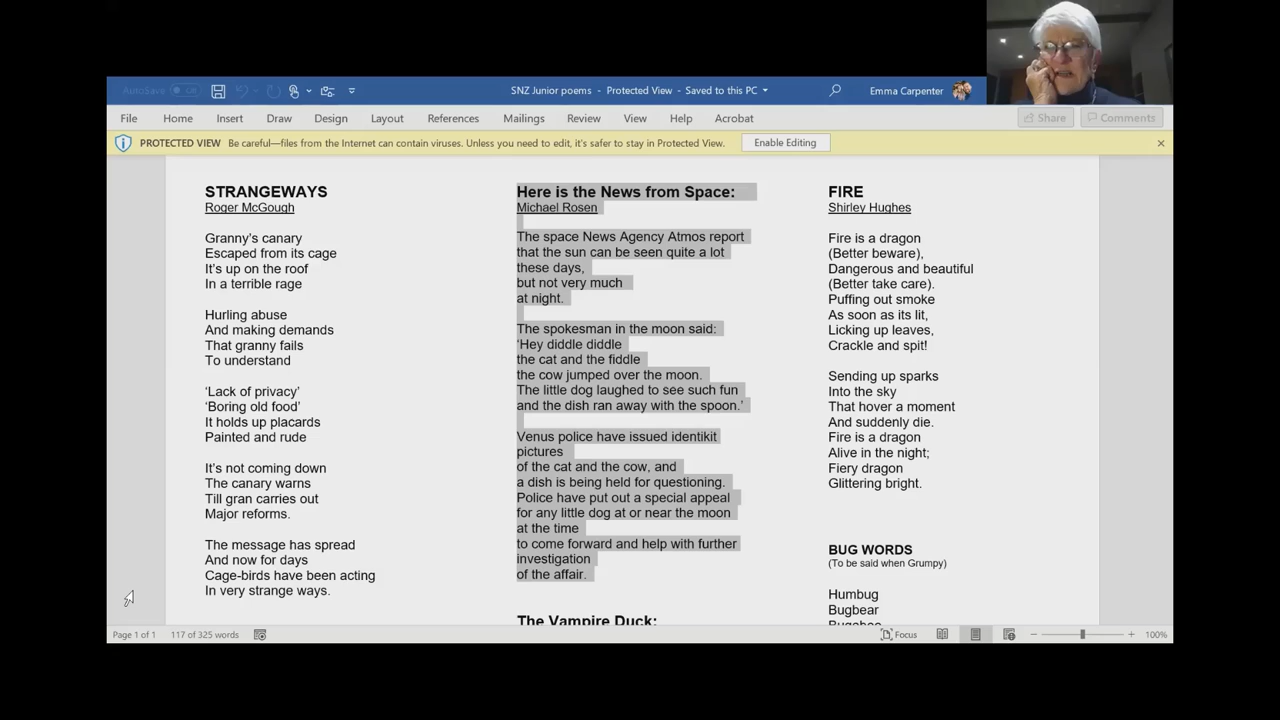 AutoSave
Off
SNZ Junior poems - Protected View - Saved to this PC
Emma Carpenter
File Home Insert Draw Design Layout References Mailings Review View Help Acrobat
Share
Comments
PROTECTED VIEW Be careful—files from the Internet can contain viruses. Unless you need to edit, it's safer to stay in Protected View.
Enable Editing
STRANGEWAYS
Roger McGough
Granny's canary
Escaped from its cage
It's up on the roof
In a terrible rage
Hurling abuse
And making demands
That granny fails
To understand
‘Lack of privacy’
‘Boring old food’
It holds up placards
Painted and rude
It's not coming down
The canary warns
Till gran carries out
Major reforms.
The message has spread
And now for days
Cage-birds have been acting
In very strange ways.
Here is the News from Space:
Michael Rosen
The space News Agency Atmos report
that the sun can be seen quite a lot
these days,
but not very much
at night.
The spokesman in the moon said:
‘Hey diddle diddle
the cat and the fiddle
the cow jumped over the moon.
The little dog laughed to see such fun
and the dish ran away with the spoon.’
Venus police have issued identikit
pictures
of the cat and the cow, and
a dish is being held for questioning.
Police have put out a special appeal
for any little dog at or near the moon
at the time
to come forward and help with further
investigation
of the affair.
The Vampire Duck:
FIRE
Shirley Hughes
Fire is a dragon
(Better beware),
Dangerous and beautiful
(Better take care).
Puffing out smoke
As soon as its lit,
Licking up leaves,
Crackle and spit!
Sending up sparks
Into the sky
That hover a moment
And suddenly die.
Fire is a dragon
Alive in the night;
Fiery dragon
Glittering bright.
BUG WORDS
(To be said when Grumpy)
Humbug
Bugbear
Bugaboo
Page 1 of 1
117 of 325 words
Focus
100%